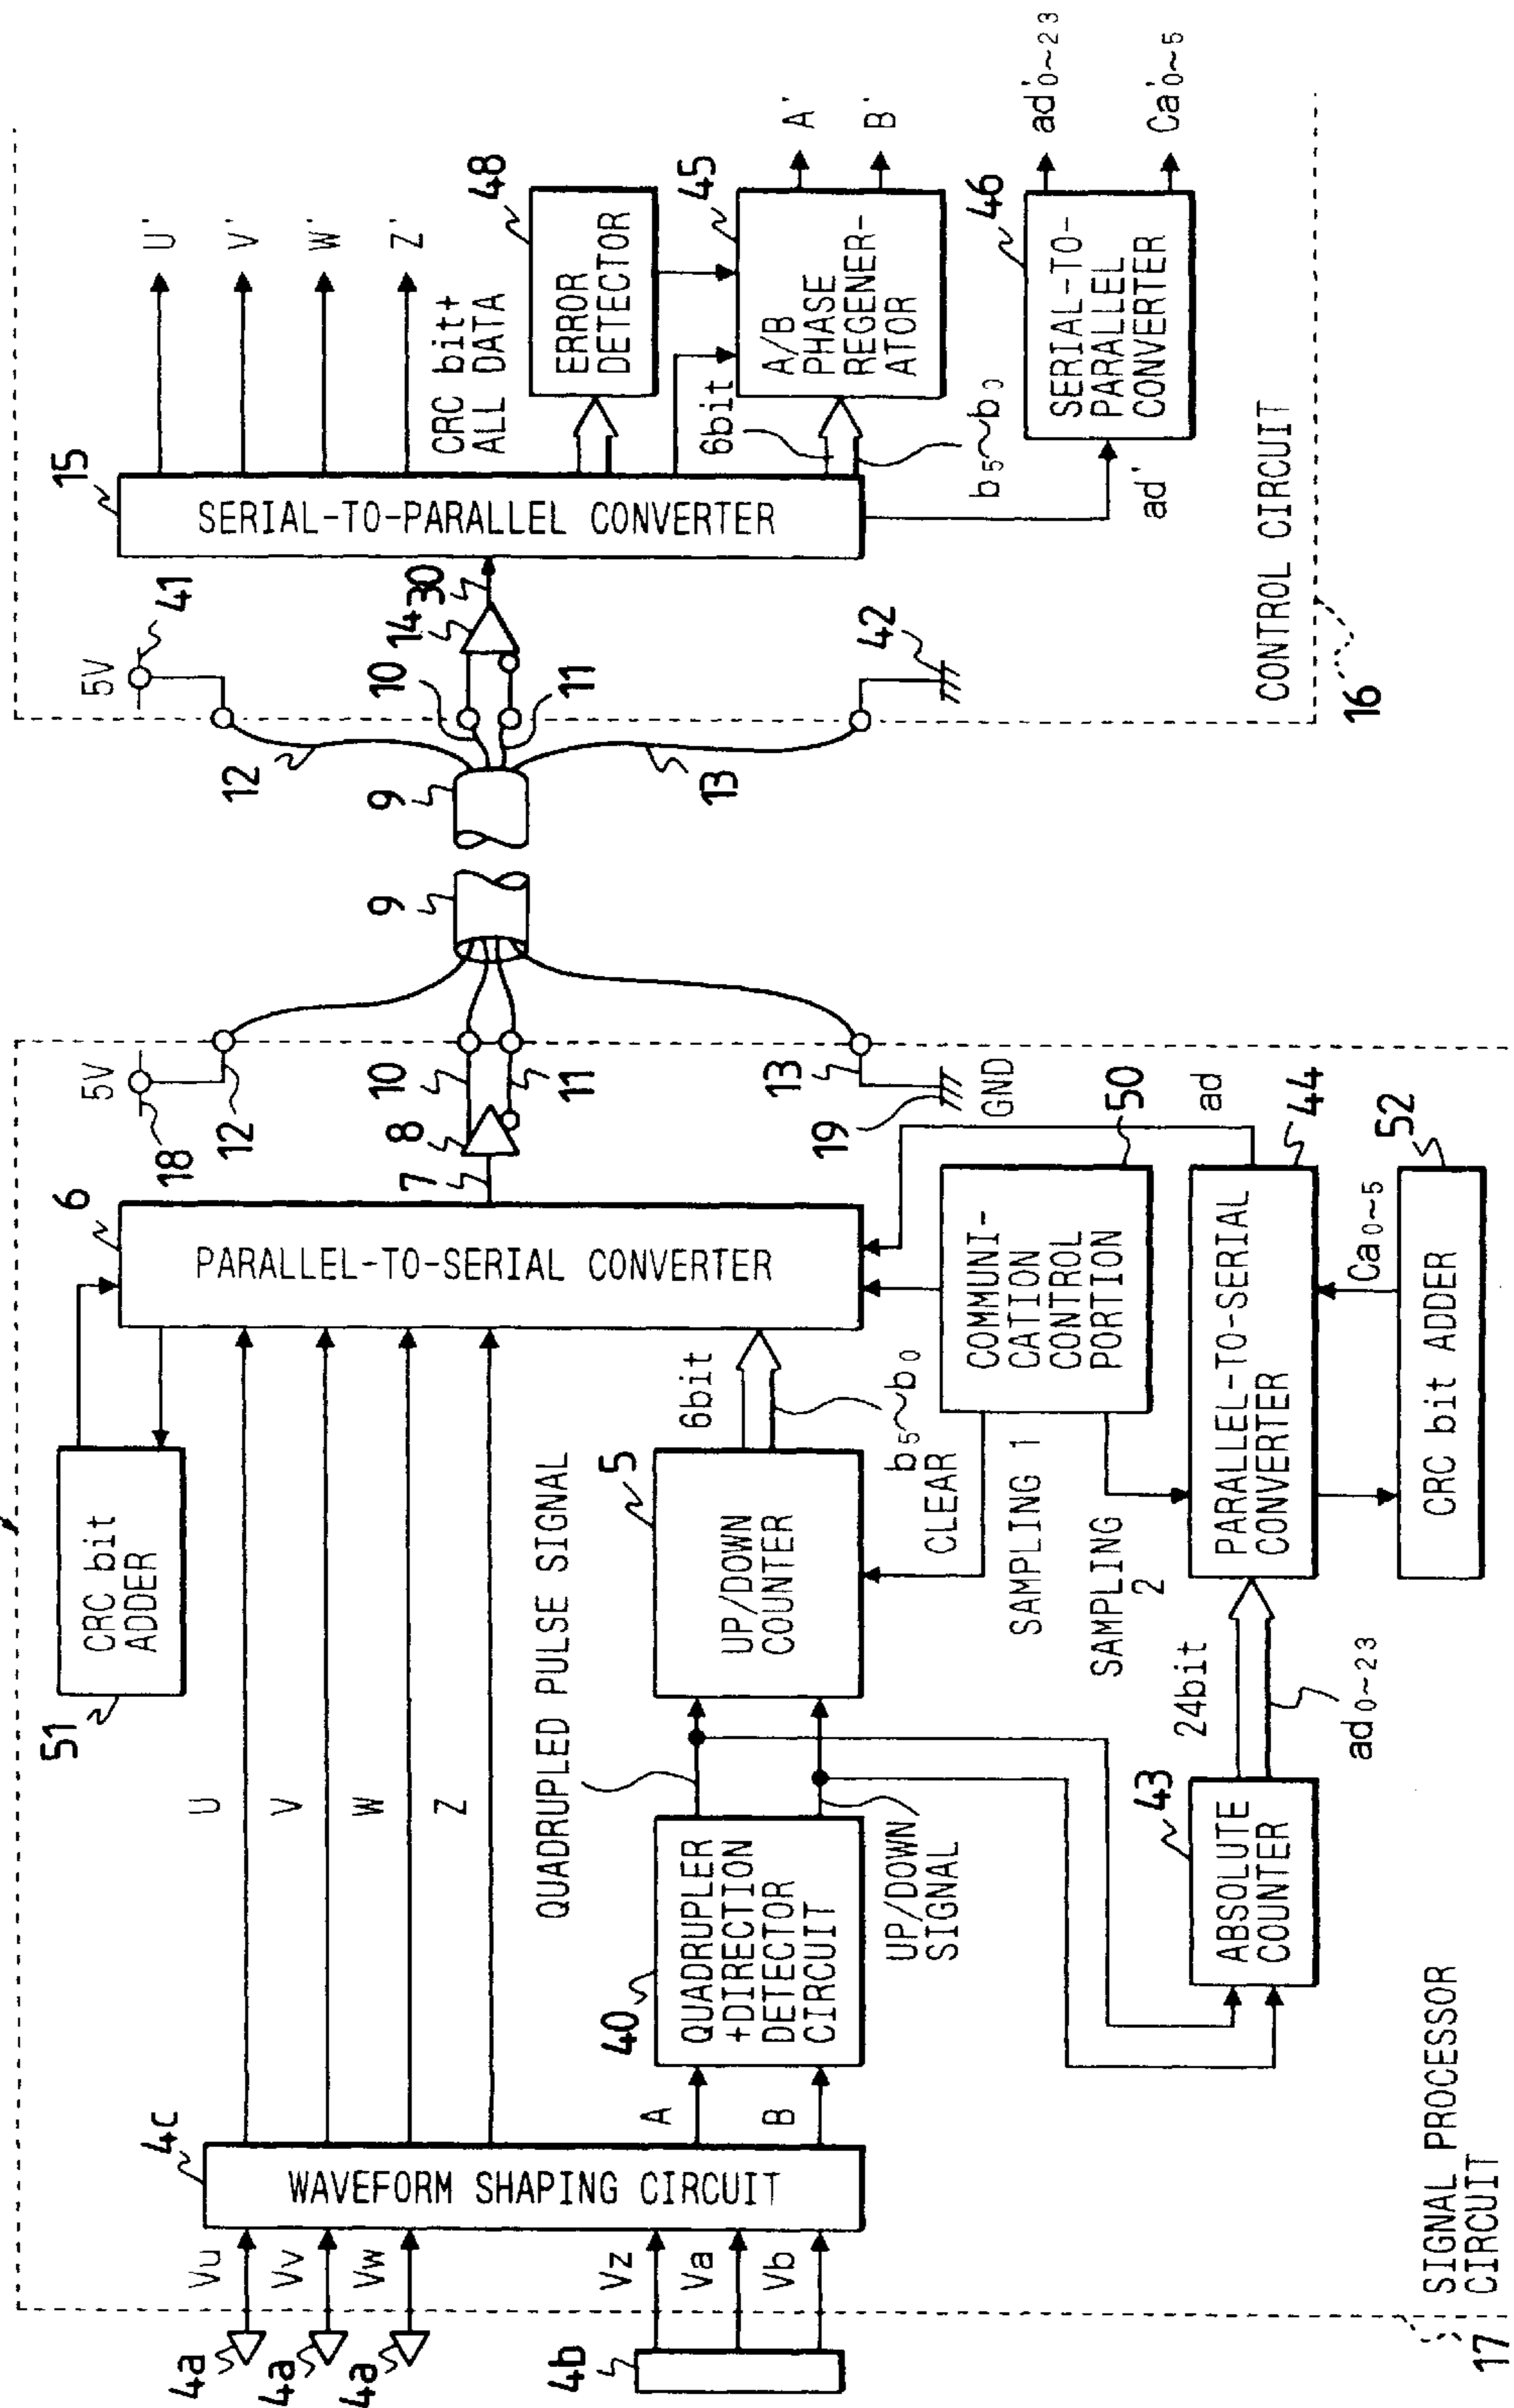 4a
4a
4a
4b
Vu
Vv
Vw
Vz
Va
Vb
4c
WAVEFORM SHAPING CIRCUIT
U
V
W
Z
A
B
40
QUADRUPLER
+DIRECTION
DETECTOR
CIRCUIT
QUADRUPLED PULSE SIGNAL
UP/DOWN
SIGNAL
43
ABSOLUTE
COUNTER
24bit
ad0~23
51
CRC bit
ADDER
5
UP/DOWN
COUNTER
6bit
b5~b0
CLEAR
SAMPLING 1
SAMPLING
2
50
COMMUNI-
CATION
CONTROL
PORTION
44
PARALLEL-TO-SERIAL
CONVERTER
ad
Ca0~5
52
CRC bit ADDER
6
PARALLEL-TO-SERIAL CONVERTER
7
8
10
11
5V
18
12
13
19
GND
SIGNAL PROCESSOR
CIRCUIT
17
9
9
12
13
10
11
5V
41
14
30
42
15
SERIAL-TO-PARALLEL CONVERTER
U'
V'
W'
Z'
CRC bit+
ALL DATA
48
ERROR
DETECTOR
6bit
b5~b0
45
A/B
PHASE
REGENER-
ATOR
A'
B'
ad'
46
SERIAL-TO-
PARALLEL
CONVERTER
ad'0~23
Ca'0~5
CONTROL CIRCUIT
16